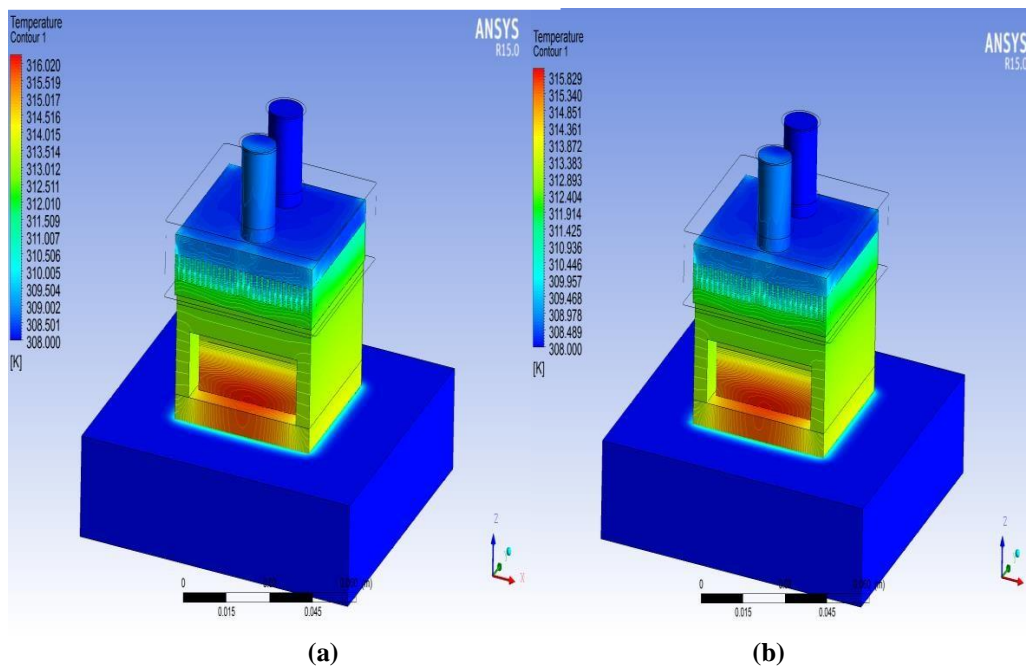 Temperature
Contour 1
316.020
315.519
315.017
314.516
314.015
313.514
313.012
312.511
312.010
311.509
311.007
310.506
310.005
309.504
309.002
308.501
308.000
[K]
ANSYS
R15.0
Z
X
0
(m)
0.015
0.045
(a)
Temperature
Contour 1
315.829
315.340
314.851
314.361
313.872
313.383
312.893
312.404
311.914
311.425
310.936
310.446
309.957
309.468
308.978
308.489
308.000
[K]
ANSYS
R15.0
Z
0
(m)
0.015
0.045
(b)